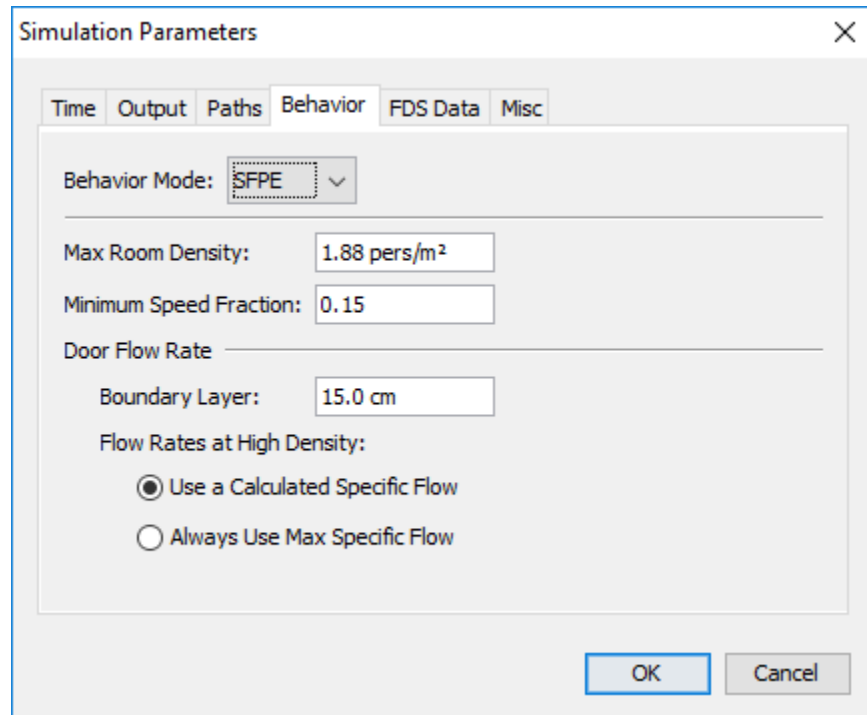 Simulation Parameters
Time Output Paths Behavior FDS Data Misc
Behavior Mode: SFPE
Max Room Density: 1.88 pers/m²
Minimum Speed Fraction: 0.15
Door Flow Rate
Boundary Layer: 15.0 cm
Flow Rates at High Density:
Use a Calculated Specific Flow
Always Use Max Specific Flow
OK Cancel